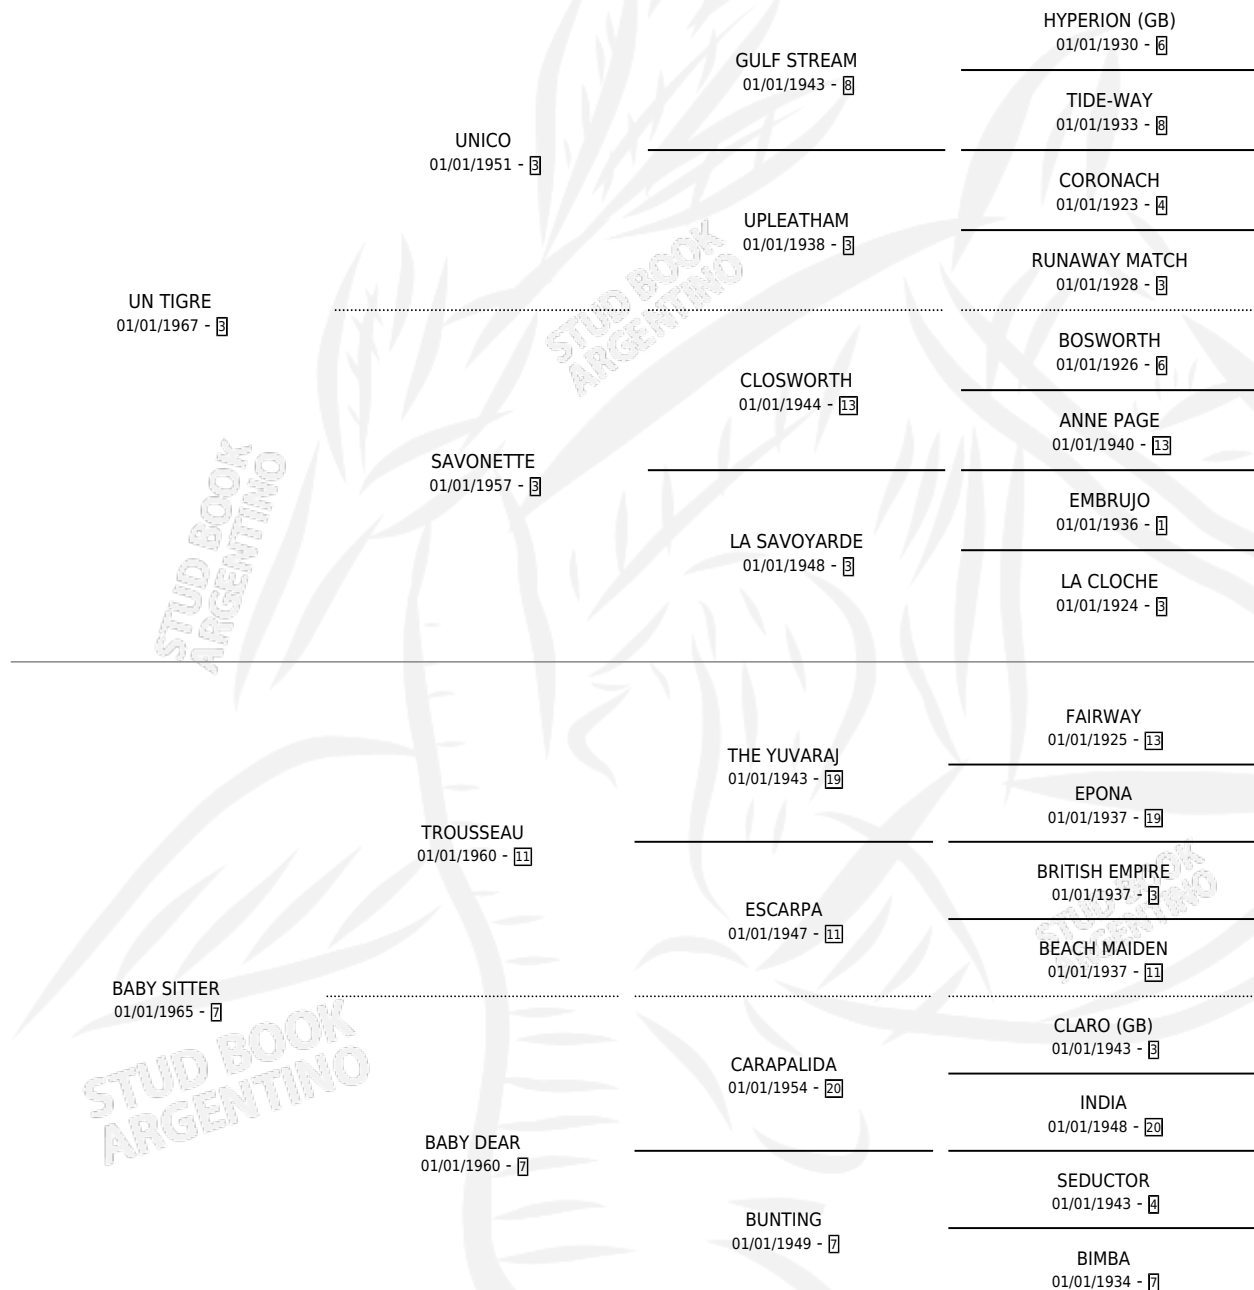 HYPERION (GB)
01/01/1930 - 6
GULF STREAM
01/01/1943 - 8
TIDE-WAY
01/01/1933 - 8
UNICO
01/01/1951 - 3
CORONACH
01/01/1923 - 4
UPLEATHAM
01/01/1938 - 3
RUNAWAY MATCH
01/01/1928 - 3
UN TIGRE
01/01/1967 - 3
BOSWORTH
01/01/1926 - 6
CLOSWORTH
01/01/1944 - 13
ANNE PAGE
01/01/1940 - 13
SAVONETTE
01/01/1957 - 3
EMBRUJO
01/01/1936 - 1
LA SAVOYARDE
01/01/1948 - 3
LA CLOCHE
01/01/1924 - 3
FAIRWAY
01/01/1925 - 13
THE YUVARAJ
01/01/1943 - 19
EPONA
01/01/1937 - 19
TROUSSEAU
01/01/1960 - 11
BRITISH EMPIRE
01/01/1937 - 3
ESCARPA
01/01/1947 - 11
BEACH MAIDEN
01/01/1937 - 11
BABY SITTER
01/01/1965 - 7
CLARO (GB)
01/01/1943 - 3
CARAPALIDA
01/01/1954 - 20
INDIA
01/01/1948 - 20
BABY DEAR
01/01/1960 - 7
SEDUCTOR
01/01/1943 - 4
BUNTING
01/01/1949 - 7
BIMBA
01/01/1934 - 7
STUD BOOK
ARGENTINO
STUD BOOK
ARGENTINO
STUD BOOK
ARGENTINO
STUD BOOK
ARGENTINO